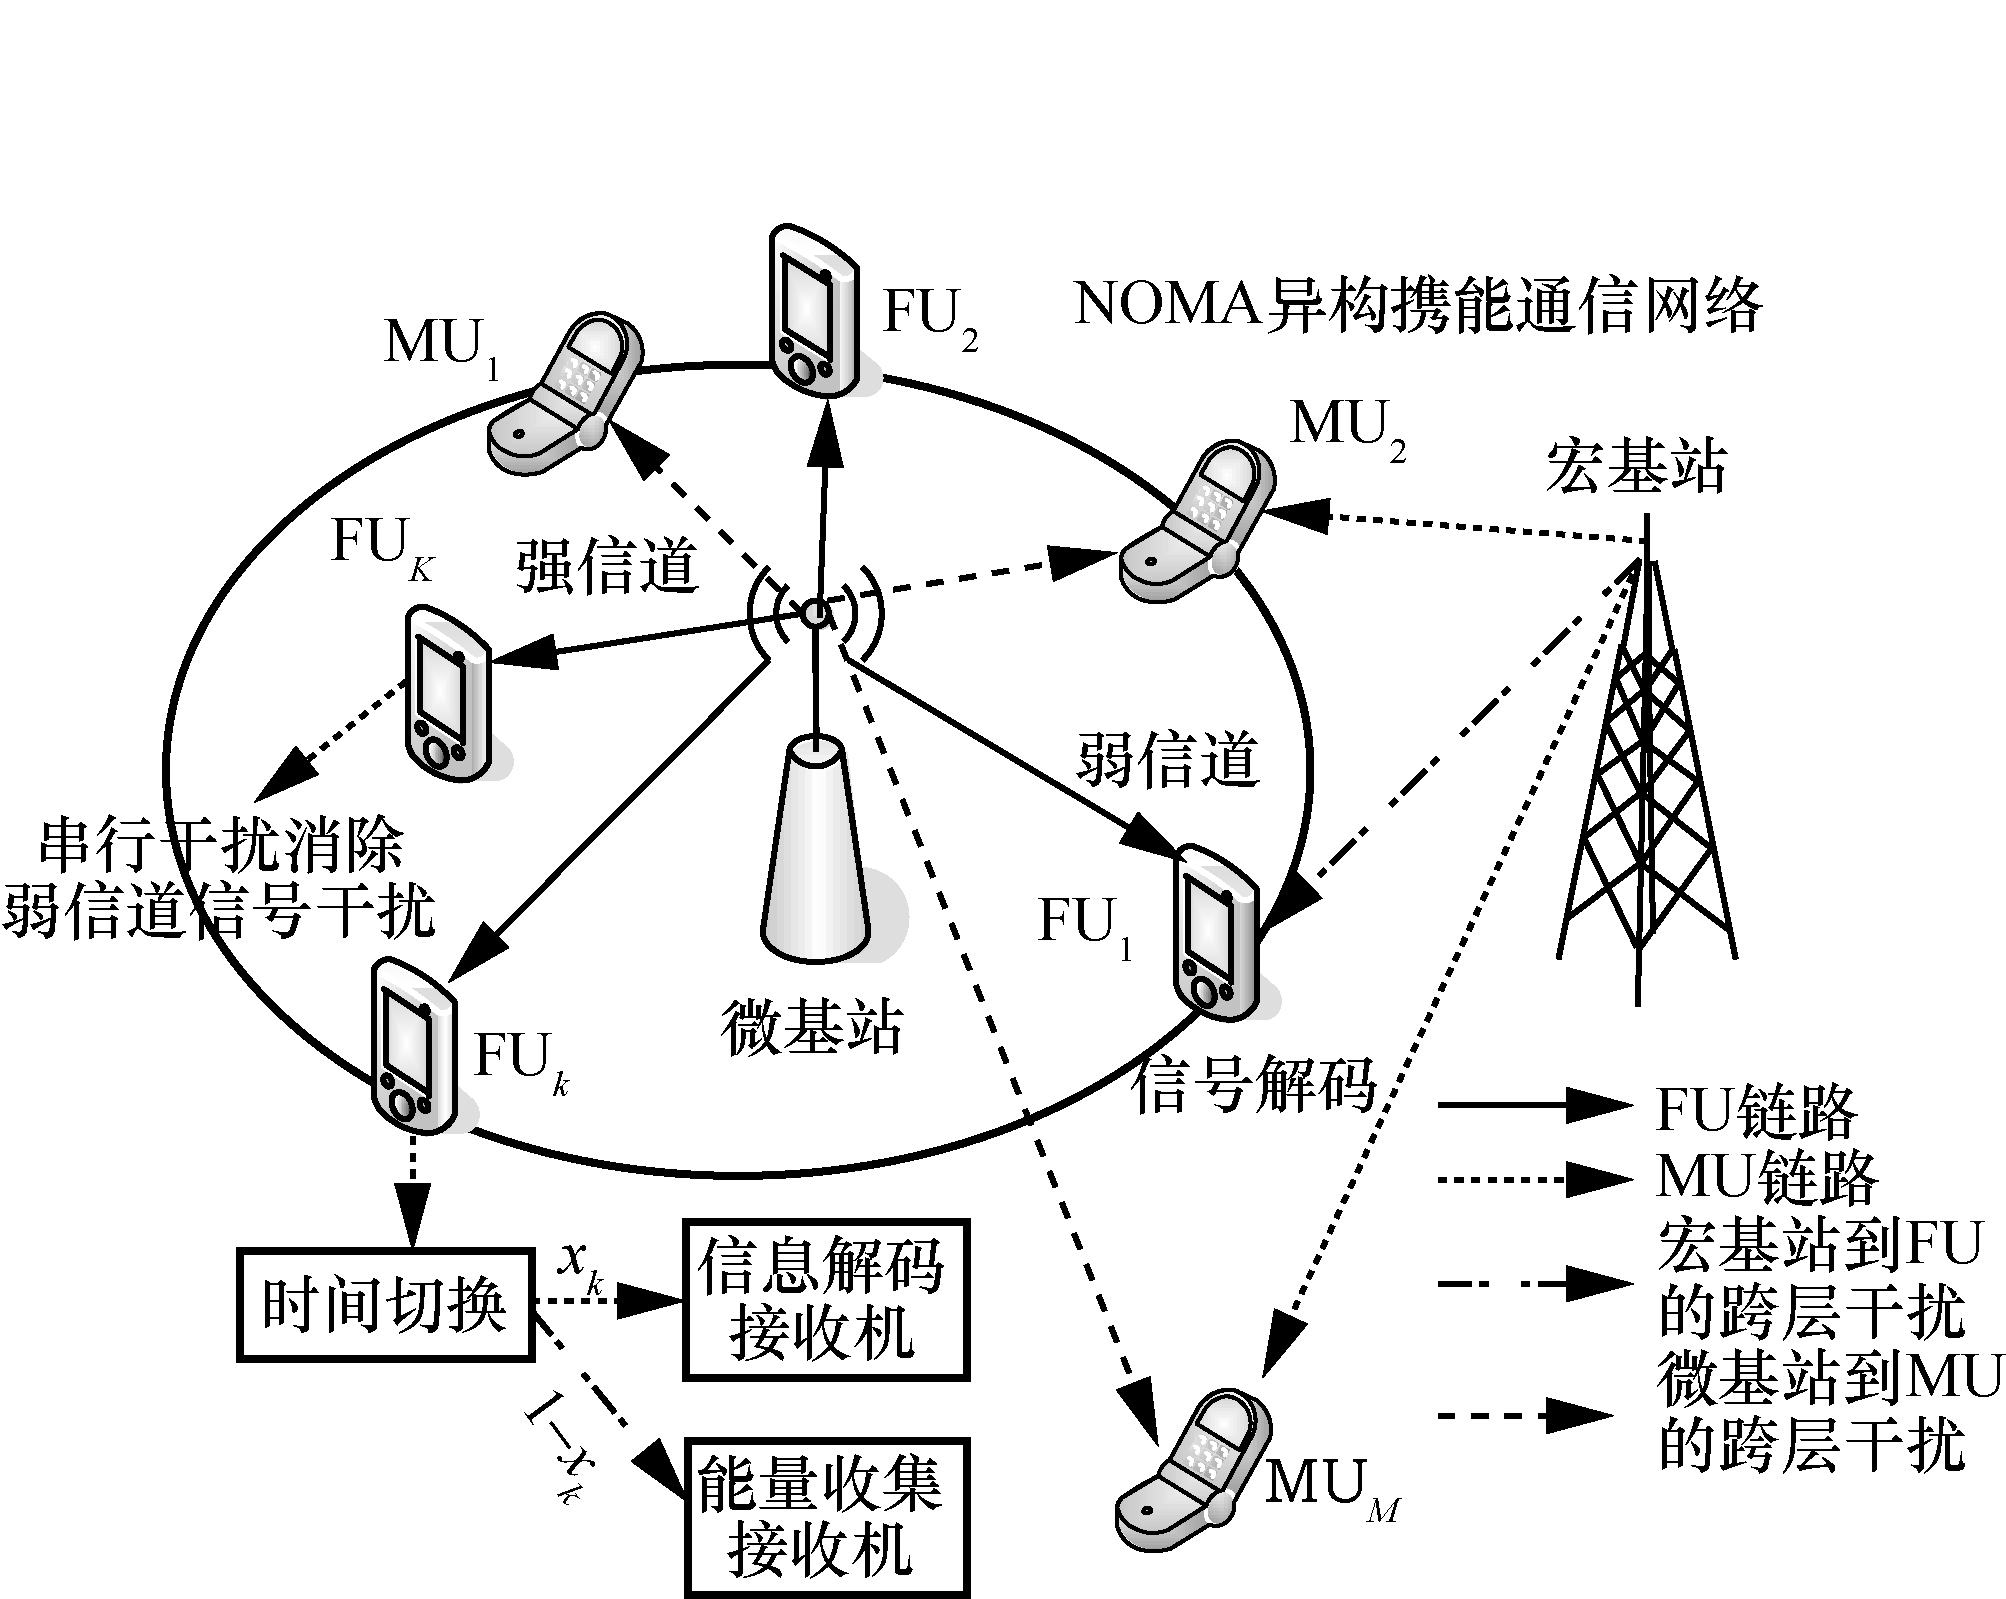 NOMA异构携能通信网络
FU2
MU1
MU2
宏基站
FUK
强信道
弱信道
串行干扰消除
弱信道信号干扰
FU1
微基站
FUk
信号解码
FU链路
MU链路
宏基站到FU
的跨层干扰
微基站到MU
的跨层干扰
时间切换
xk
信息解码
接收机
1−xk
能量收集
接收机
MUM